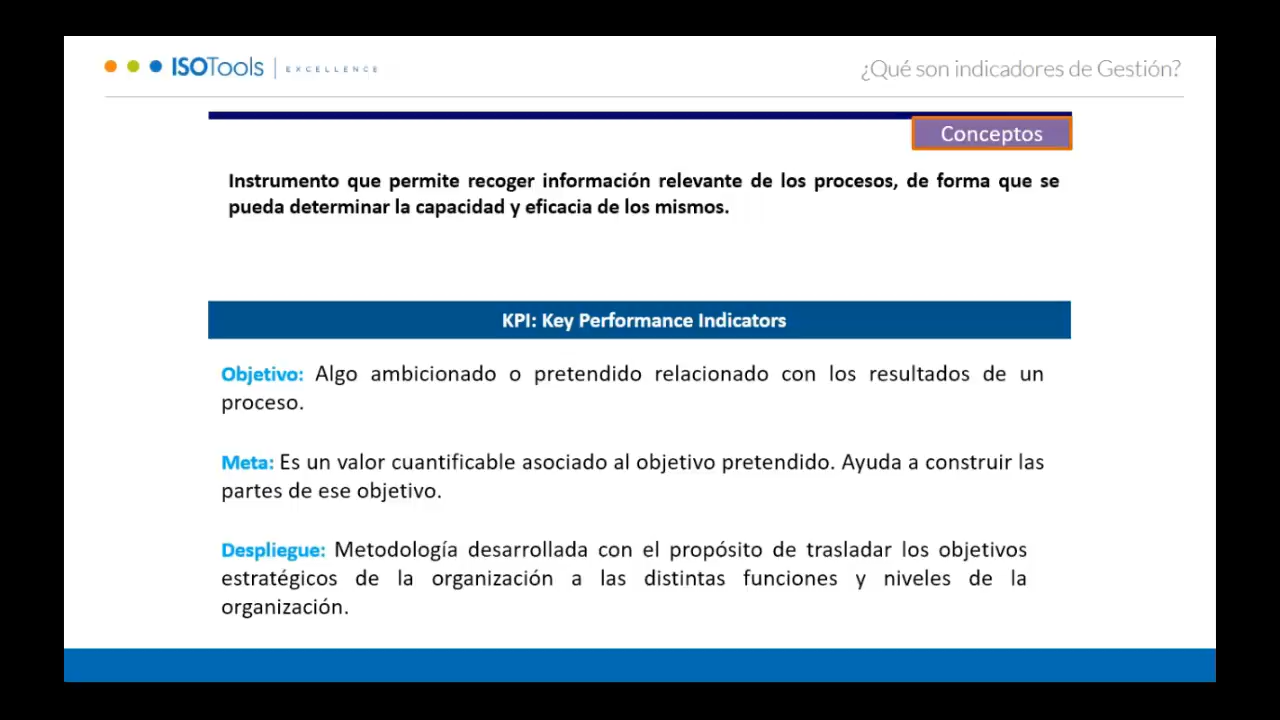 ISOTools | EXCELLENCE
¿Qué son indicadores de Gestión?
Conceptos
Instrumento que permite recoger información relevante de los procesos, de forma que se
pueda determinar la capacidad y eficacia de los mismos.
KPI: Key Performance Indicators
Objetivo: Algo ambicionado o pretendido relacionado con los resultados de un
proceso.
Meta: Es un valor cuantificable asociado al objetivo pretendido. Ayuda a construir las
partes de ese objetivo.
Despliegue: Metodología desarrollada con el propósito de trasladar los objetivos
estratégicos de la organización a las distintas funciones y niveles de la
organización.